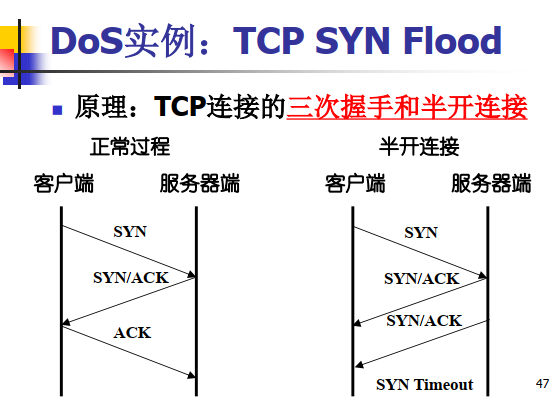 DoS实例：TCP SYN Flood
原理：TCP连接的三次握手和半开连接
正常过程
半开连接
客户端
服务器端
客户端
服务器端
SYN
SYN/ACK
ACK
SYN
SYN/ACK
SYN/ACK
SYN Timeout
47